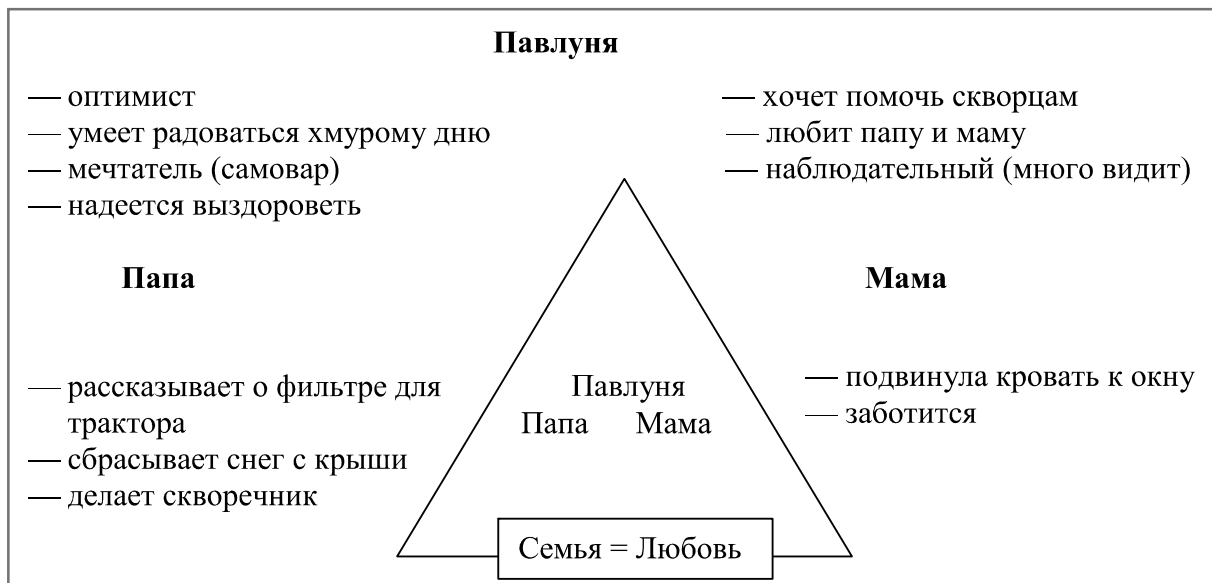 Павлуня
— оптимист
— умеет радоваться хмурому дню
— мечтатель (самовар)
— надеется выздороветь
— хочет помочь скворцам
— любит папу и маму
— наблюдательный (много видит)
Папа
Мама
— рассказывает о фильтре для
трактора
— сбрасывает снег с крыши
— делает скворечник
Павлуня
Папа Мама
— подвинула кровать к окну
— заботится
Семья = Любовь